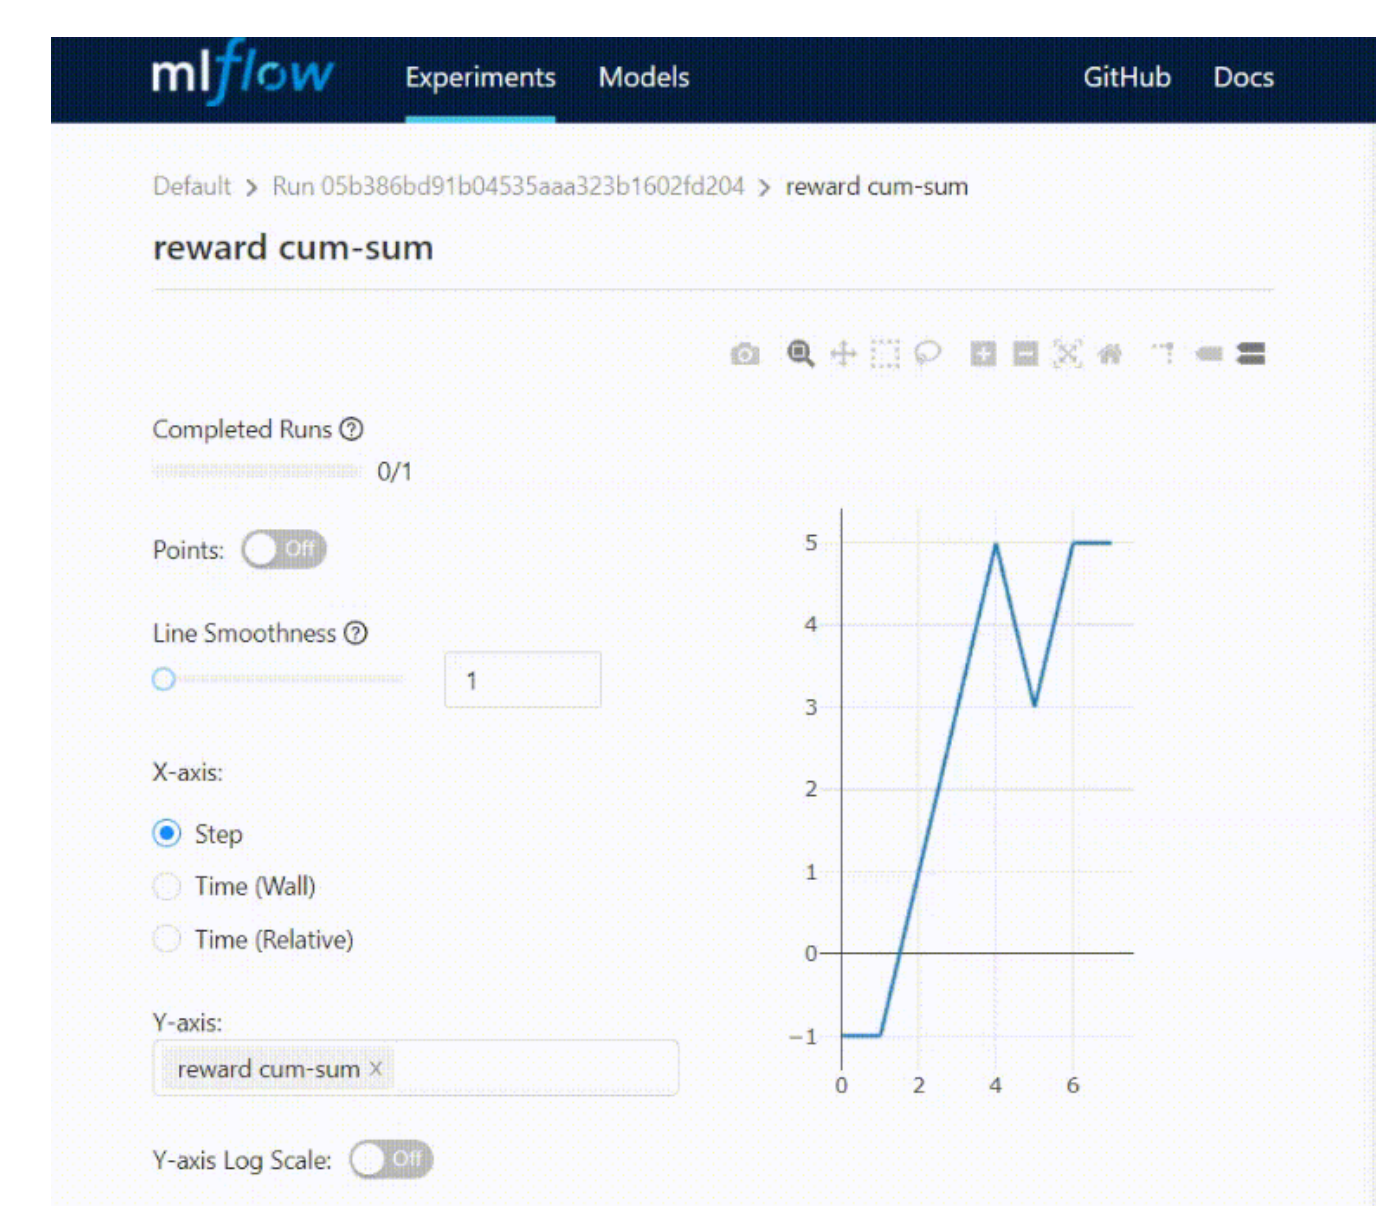 mlflow Experiments Models GitHub Docs
Default > Run 05b386bd91b04535aaa323b1602fd204 > reward cum-sum
reward cum-sum
Completed Runs ?
0/1
Points: Off
Line Smoothness ?
1
X-axis:
Step
Time (Wall)
Time (Relative)
Y-axis:
reward cum-sum x
Y-axis Log Scale: Off
5
4
3
2
1
0
−1
0 2 4 6